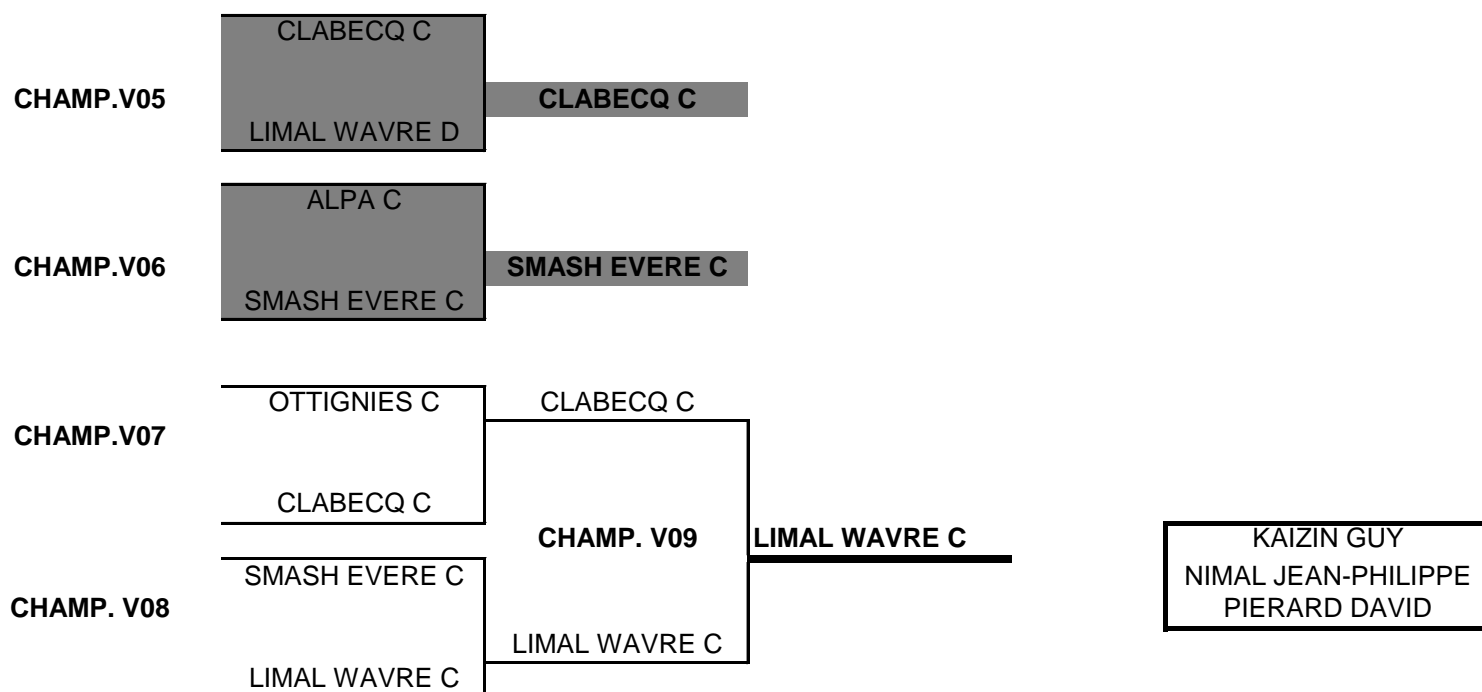 CLABECQ C
CHAMP.V05
CLABECQ C
LIMAL WAVRE D
ALPA C
CHAMP.V06
SMASH EVERE C
SMASH EVERE C
OTTIGNIES C
CLABECQ C
CHAMP.V07
CLABECQ C
CHAMP. V09
LIMAL WAVRE C
KAIZIN GUY
SMASH EVERE C
NIMAL JEAN-PHILIPPE
CHAMP. V08
PIERARD DAVID
LIMAL WAVRE C
LIMAL WAVRE C